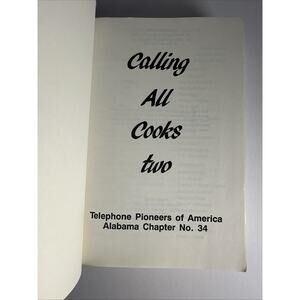 Calling
All
Cooks
two
Telephone Pioneers of America
Alabama Chapter No. 34